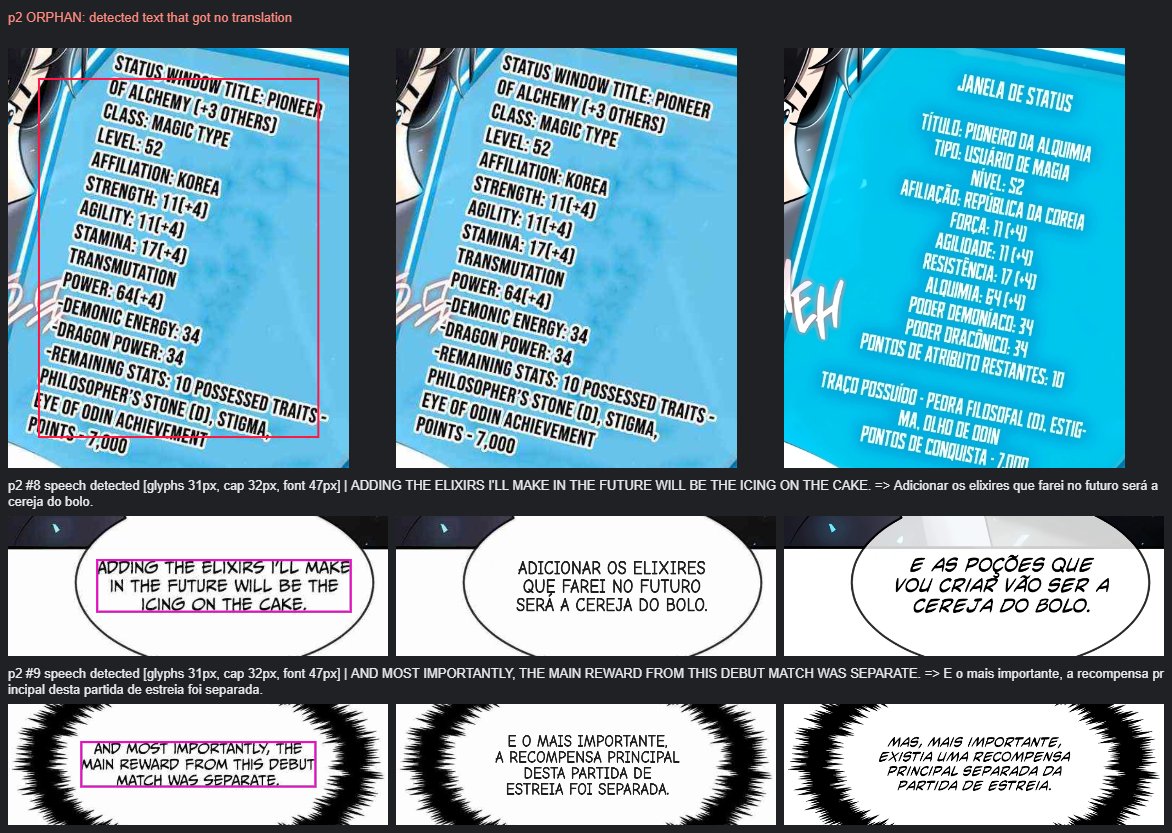 p2 ORPHAN: detected text that got no translation
STATUS WINDOW TITLE: PIONEER
OF ALCHEMY (+3 OTHERS)
CLASS: MAGIC TYPE
LEVEL: 52
AFFILIATION: KOREA
STRENGTH: 11(+4)
AGILITY: 11(+4)
STAMINA: 17(+4)
TRANSMUTATION
POWER: 64(+4)
-DEMONIC ENERGY: 34
-DRAGON POWER: 34
-REMAINING STATS: 10 POSSESSED TRAITS -
PHILOSOPHER'S STONE (D), STIGMA,
EYE OF ODIN ACHIEVEMENT
POINTS - 7,000
STATUS WINDOW TITLE: PIONEER
OF ALCHEMY (+3 OTHERS)
CLASS: MAGIC TYPE
LEVEL: 52
AFFILIATION: KOREA
STRENGTH: 11(+4)
AGILITY: 11(+4)
STAMINA: 17(+4)
TRANSMUTATION
POWER: 64(+4)
-DEMONIC ENERGY: 34
-DRAGON POWER: 34
-REMAINING STATS: 10 POSSESSED TRAITS -
PHILOSOPHER'S STONE (D), STIGMA,
EYE OF ODIN ACHIEVEMENT
POINTS - 7,000
JANELA DE STATUS
TÍTULO: PIONEIRO DA ALQUIMIA
TIPO: USUÁRIO DE MAGIA
NÍVEL: 52
AFILIAÇÃO: REPÚBLICA DA COREIA
FORÇA: 11 (+4)
AGILIDADE: 11 (+4)
RESISTÊNCIA: 17 (+4)
ALQUIMIA: 64 (+4)
PODER DEMONÍACO: 34
PODER DRACÔNICO: 34
PONTOS DE ATRIBUTO RESTANTES: 10
TRAÇO POSSUÍDO - PEDRA FILOSOFAL (D), ESTIG-
MA, OLHO DE ODIN
PONTOS DE CONQUISTA - 7,000
EH
p2 #8 speech detected [glyphs 31px, cap 32px, font 47px] | ADDING THE ELIXIRS I'LL MAKE IN THE FUTURE WILL BE THE ICING ON THE CAKE. => Adicionar os elixires que farei no futuro será a
cereja do bolo.
ADDING THE ELIXIRS I'LL MAKE
IN THE FUTURE WILL BE THE
ICING ON THE CAKE.
ADICIONAR OS ELIXIRES
QUE FAREI NO FUTURO
SERÁ A CEREJA DO BOLO.
E AS POÇÕES QUE
VOU CRIAR VÃO SER A
CEREJA DO BOLO.
p2 #9 speech detected [glyphs 31px, cap 32px, font 47px] | AND MOST IMPORTANTLY, THE MAIN REWARD FROM THIS DEBUT MATCH WAS SEPARATE. => E o mais importante, a recompensa pr
incipal desta partida de estreia foi separada.
AND MOST IMPORTANTLY, THE
MAIN REWARD FROM THIS DEBUT
MATCH WAS SEPARATE.
E O MAIS IMPORTANTE,
A RECOMPENSA PRINCIPAL
DESTA PARTIDA DE
ESTREIA FOI SEPARADA.
MAS, MAIS IMPORTANTE,
EXISTIA UMA RECOMPENSA
PRINCIPAL SEPARADA DA
PARTIDA DE ESTREIA.